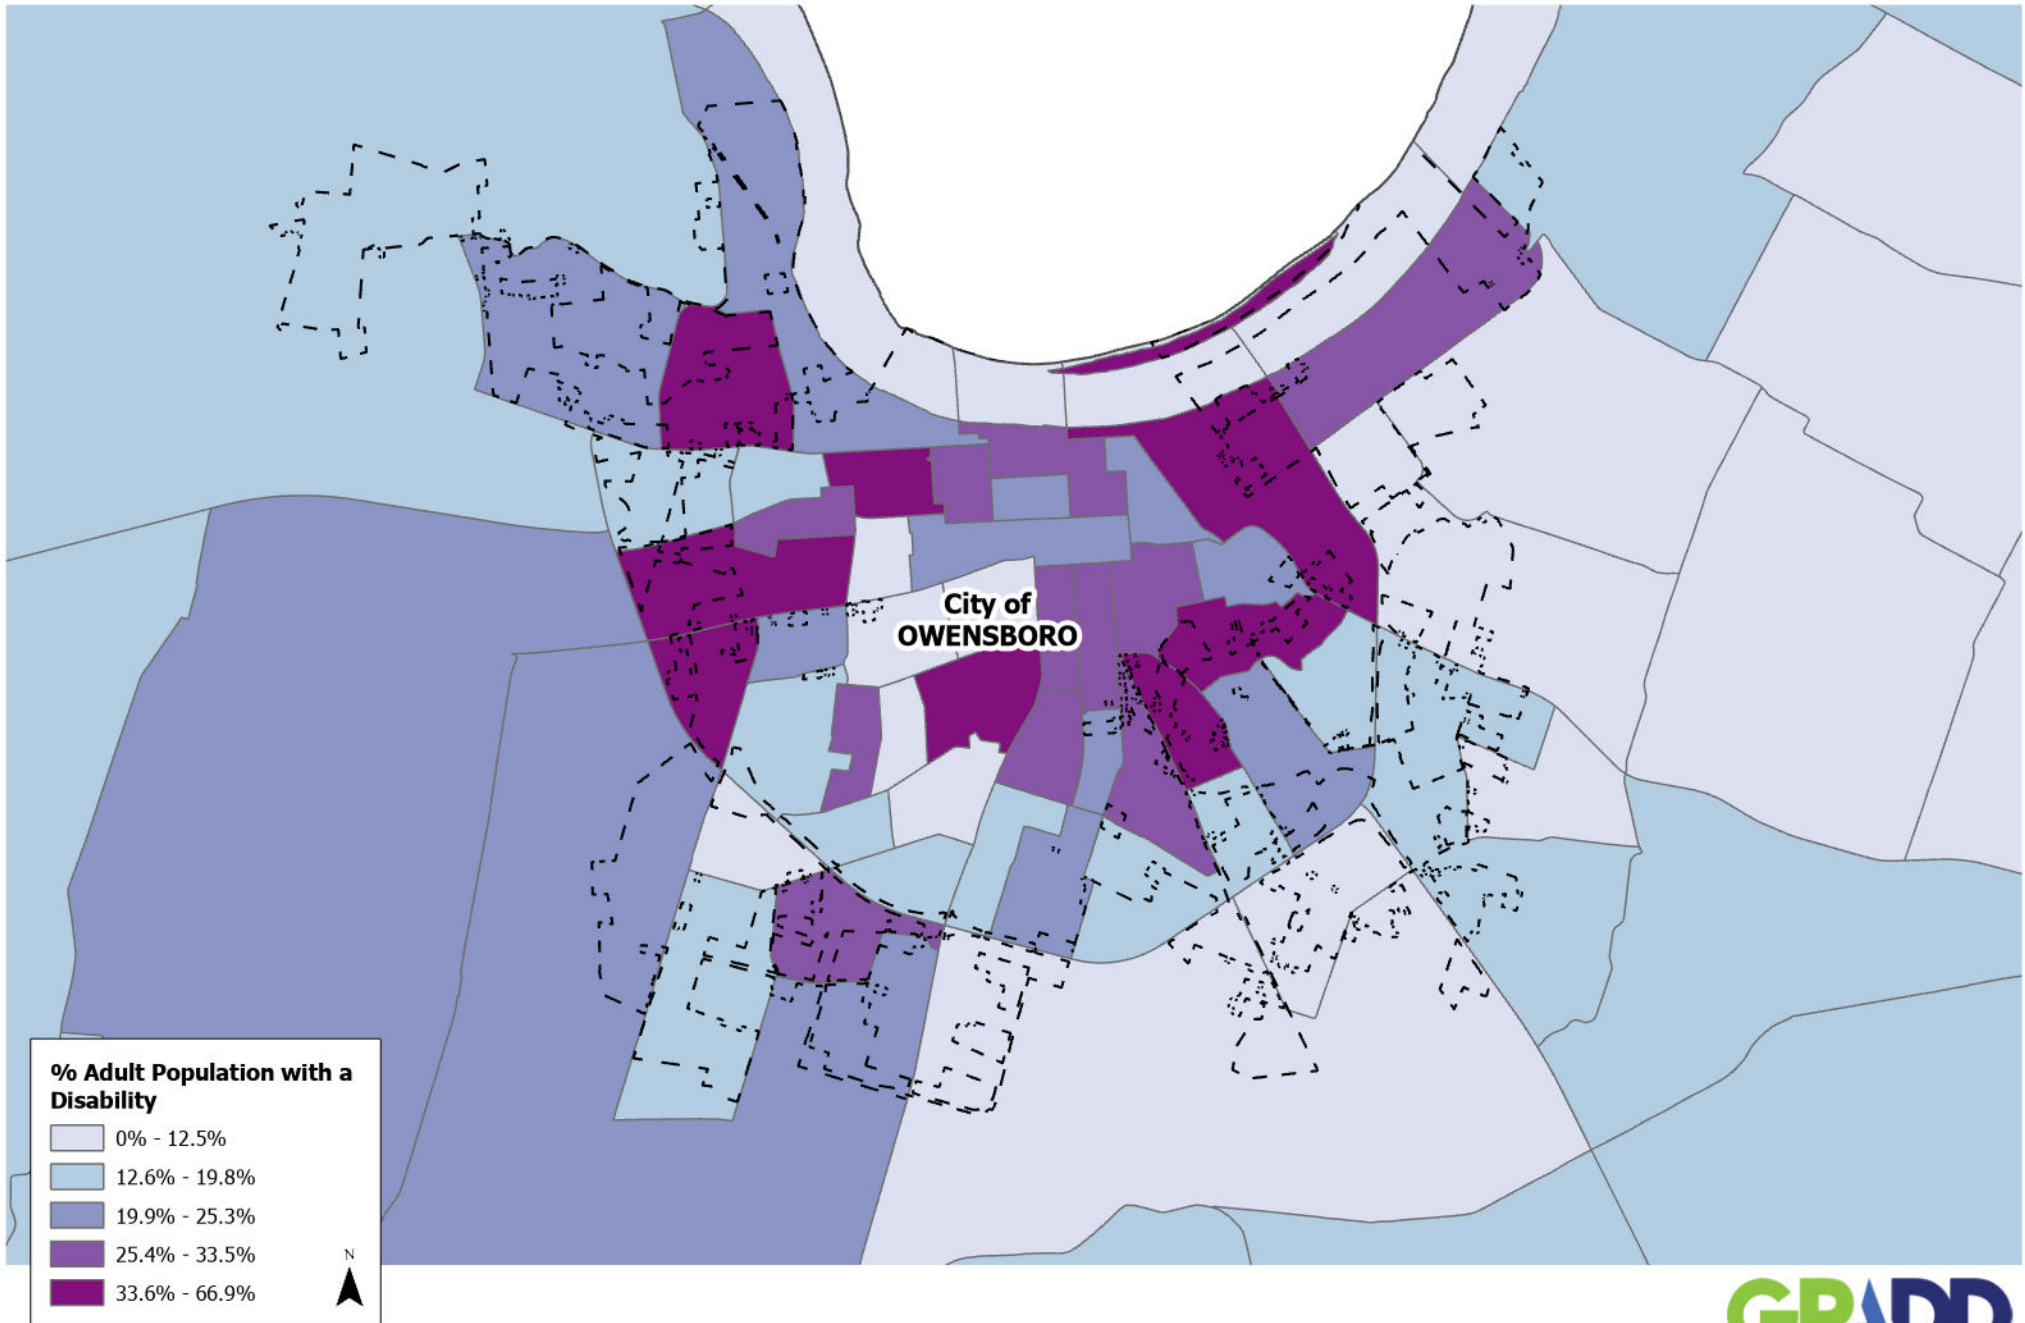 City of
OWENSBORO
% Adult Population with a
Disability
0% - 12.5%
12.6% - 19.8%
19.9% - 25.3%
25.4% - 33.5%
33.6% - 66.9%
N
GRADD